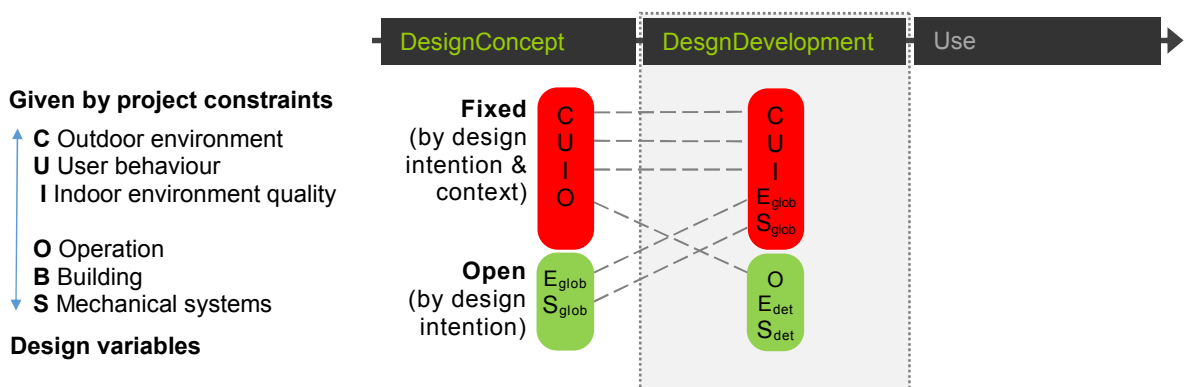 DesignConcept
DesgnDevelopment
Use
Given by project constraints
C Outdoor environment
U User behaviour
I Indoor environment quality
O Operation
B Building
S Mechanical systems
Design variables
Fixed
(by design
intention &
context)
C
U
I
O
Open
(by design
intention)
Eglob
Sglob
C
U
I
Eglob
Sglob
O
Edet
Sdet